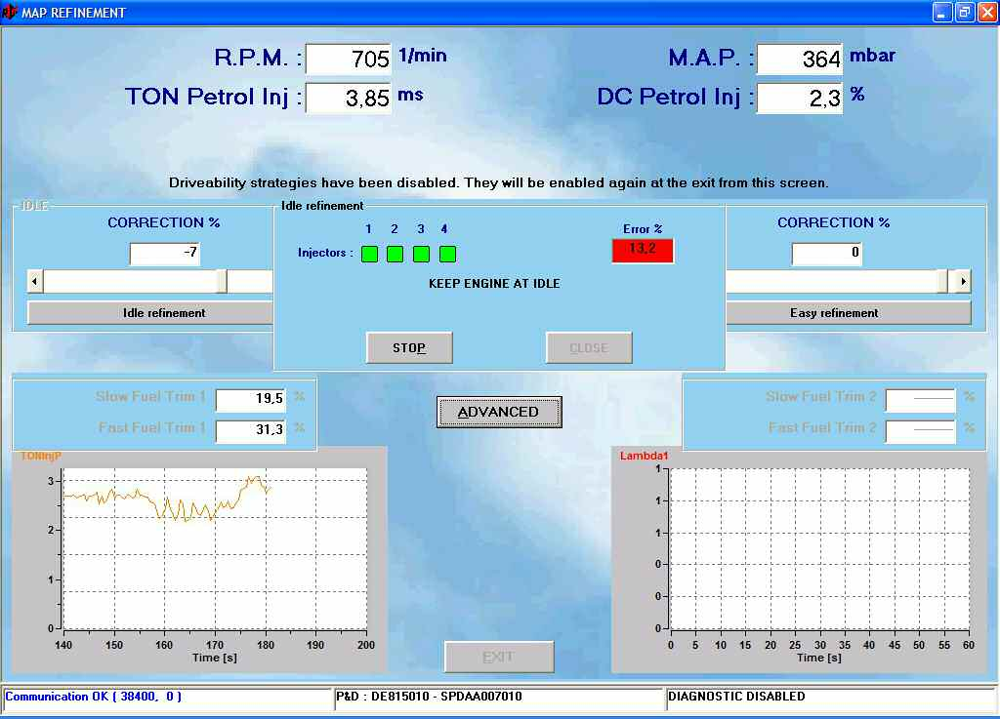 MAP REFINEMENT
R.P.M. : 705 1/min M.A.P. : 364 mbar
TON Petrol Inj : 3,85 ms DC Petrol Inj : 2,3 %
Driveability strategies have been disabled. They will be enabled again at the exit from this screen.
IDLE Idle refinement
CORRECTION % 1 2 3 4 Error % CORRECTION %
-7 Injectors : 13,2 0
KEEP ENGINE AT IDLE
Idle refinement Easy refinement
STOP CLOSE
Slow Fuel Trim 1 19,5 % Slow Fuel Trim 2 %
ADVANCED
Fast Fuel Trim 1 31,3 % Fast Fuel Trim 2 %
TONInjP Lambda1
3 2 1 0
140 150 160 170 180 190 200
Time [s]
1 1 1 0 0 0
0 5 10 15 20 25 30 35 40 45 50 55 60
Time [s]
EXIT
Communication OK ( 38400, 0 ) P&D : DE815010 - SPDAA007010 DIAGNOSTIC DISABLED